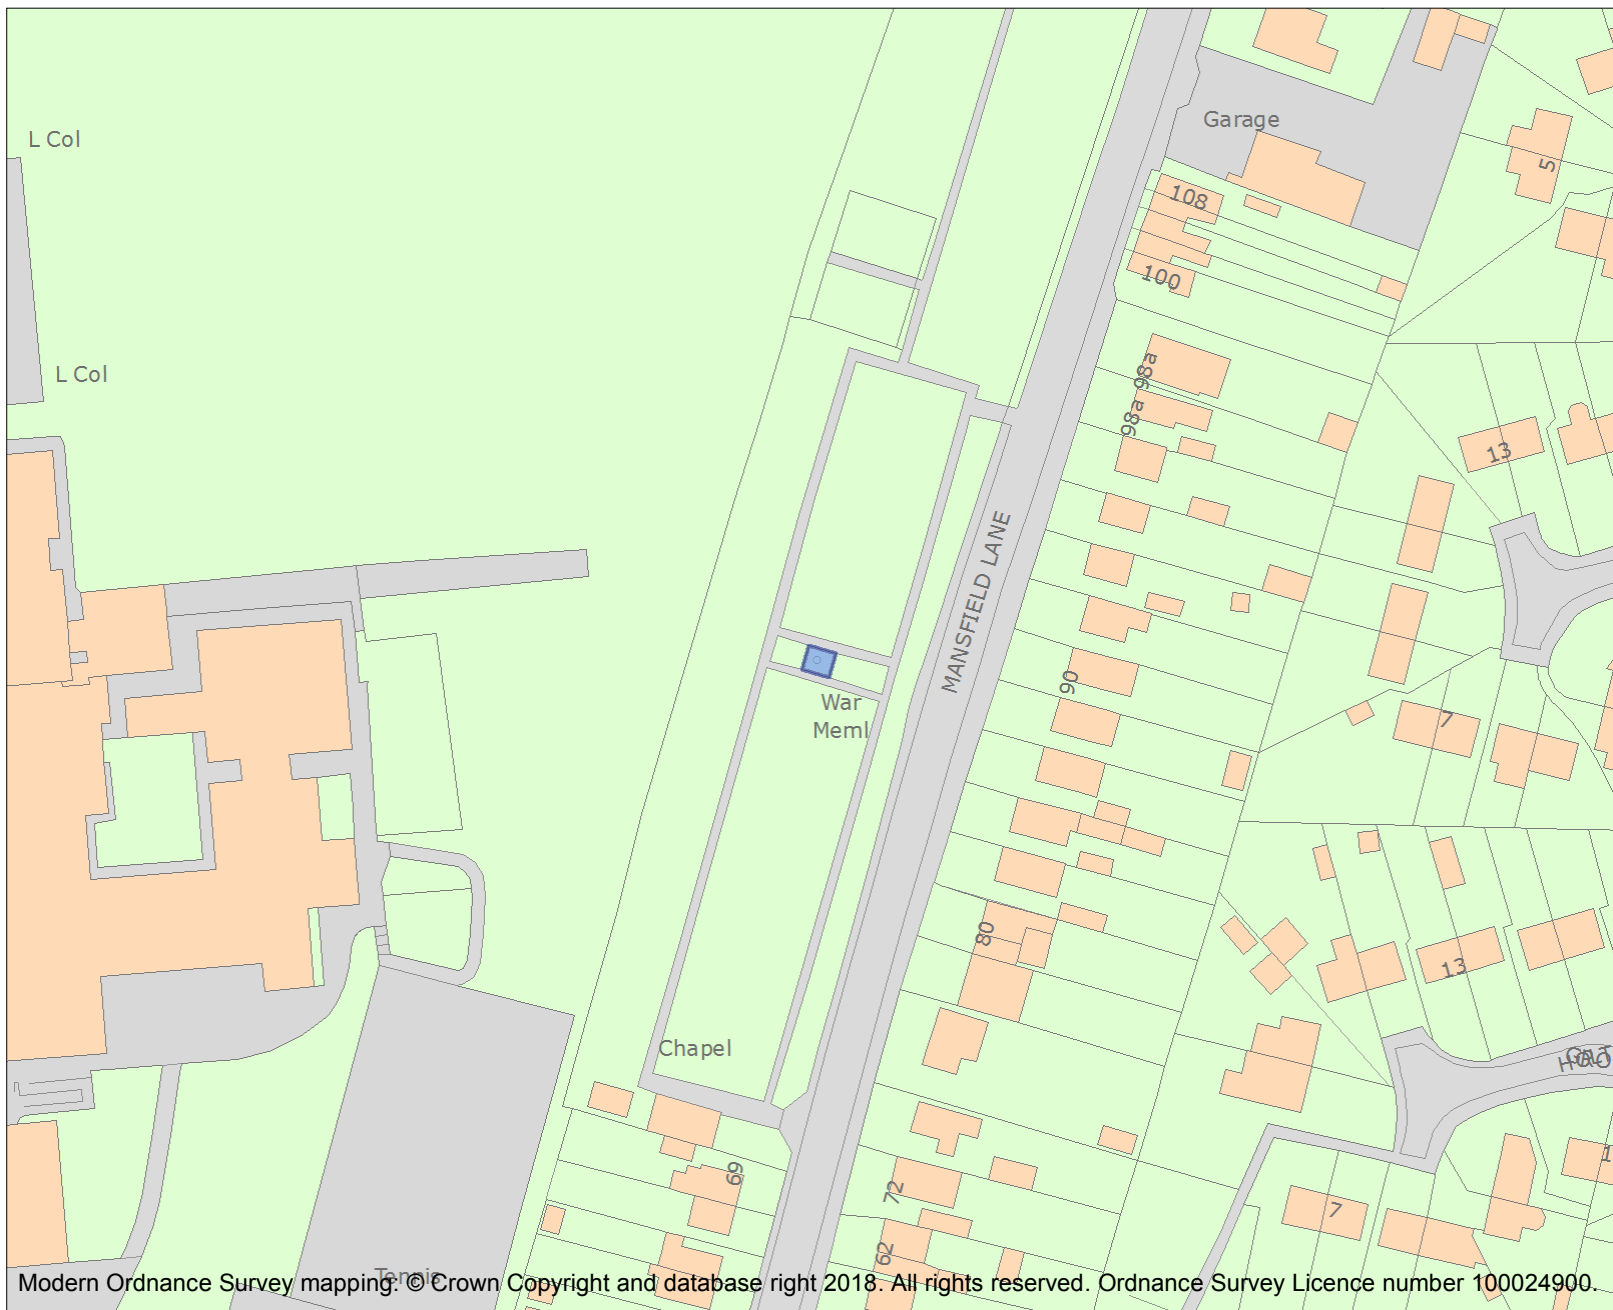 Garage
L Col
5
108
100
98a
L Col
98a
13
MANSFIELD LANE
90
War
Meml
7
80
13
Chapel
69
72
7
62
Tennis
Modern Ordnance Survey mapping: © Crown Copyright and database right 2018. All rights reserved. Ordnance Survey Licence number 100024900.